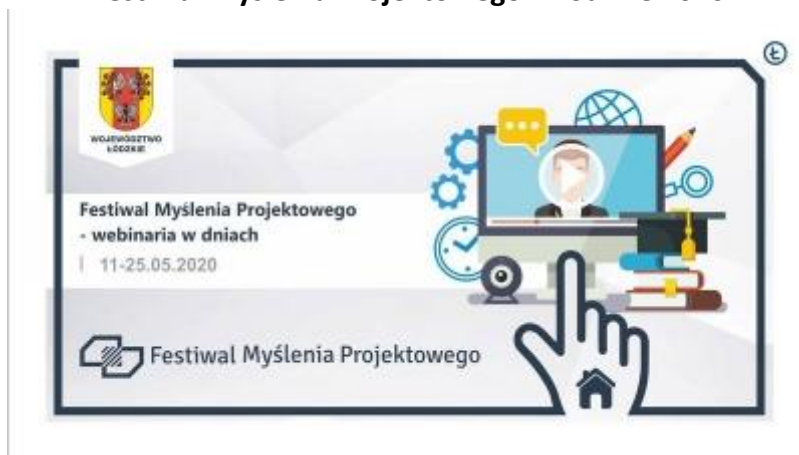 WOJEWÓDZTWO
ŁÓDZKIE
Festiwal Myślenia Projektowego
- webinaria w dniach
11-25.05.2020
Festiwal Myślenia Projektowego
Ł